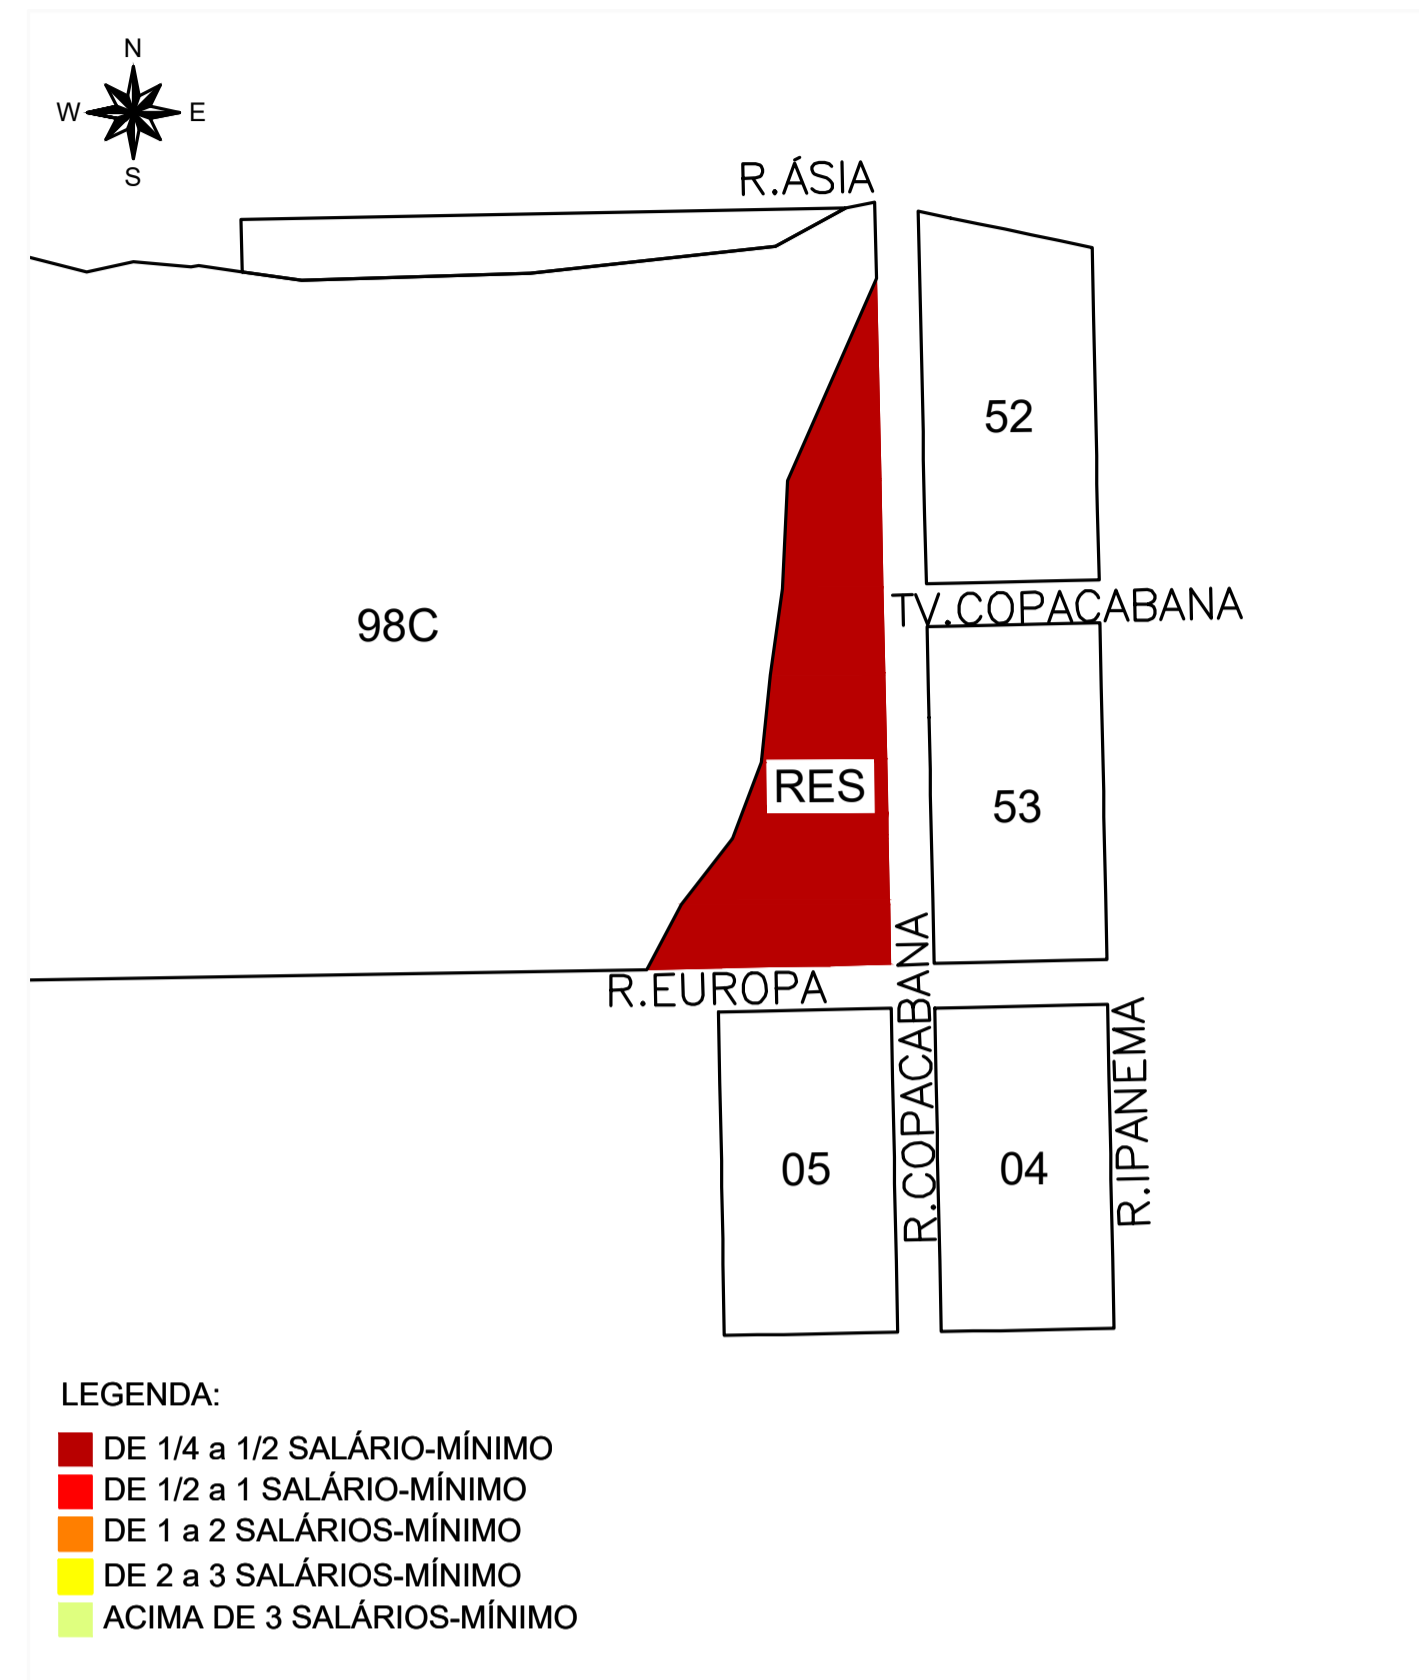 N
W E
S
R.ÁSIA
52
TV.COPACABANA
98C
RES
53
R.EUROPA
R.COPACABANA
R.IPANEMA
05
04
LEGENDA:
DE 1/4 a 1/2 SALÁRIO-MÍNIMO
DE 1/2 a 1 SALÁRIO-MÍNIMO
DE 1 a 2 SALÁRIOS-MÍNIMO
DE 2 a 3 SALÁRIOS-MÍNIMO
ACIMA DE 3 SALÁRIOS-MÍNIMO